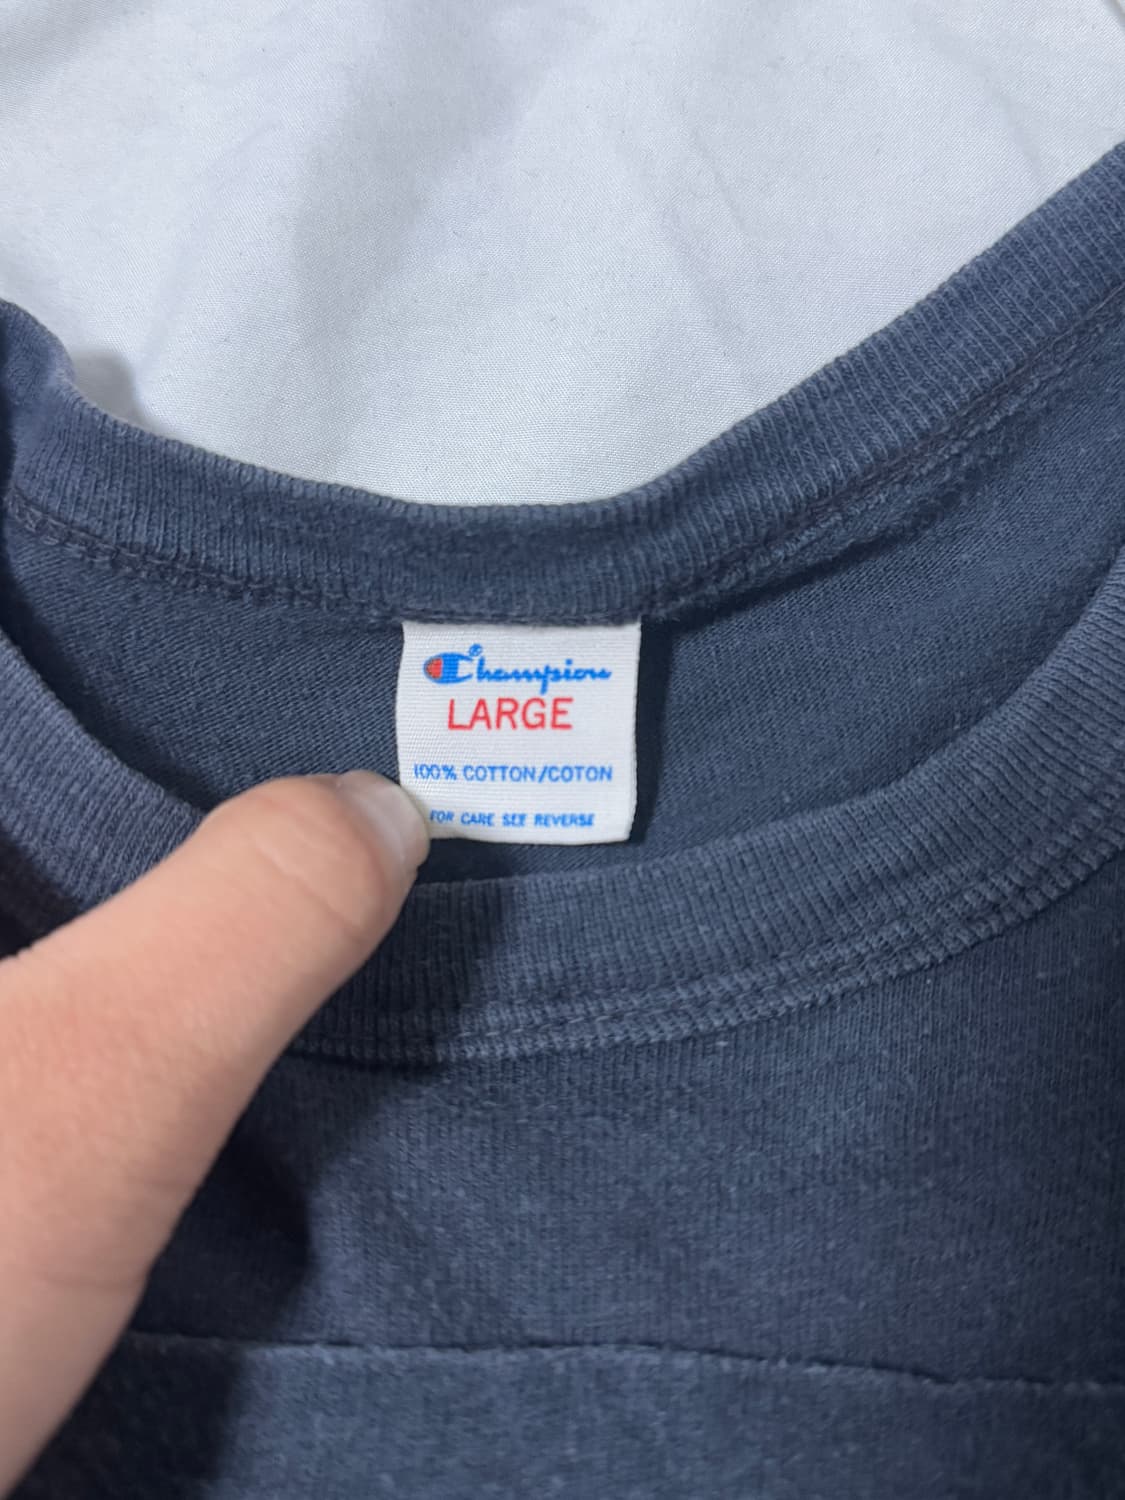 Champion®
LARGE
100% COTTON/COTON
FOR CARE SEE REVERSE